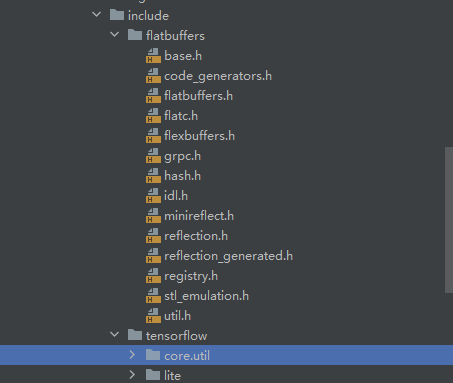 include
flatbuffers
base.h
code_generators.h
flatbuffers.h
flatc.h
flexbuffers.h
grpc.h
hash.h
idl.h
minireflect.h
reflection.h
reflection_generated.h
registry.h
stl_emulation.h
util.h
tensorflow
core.util
lite